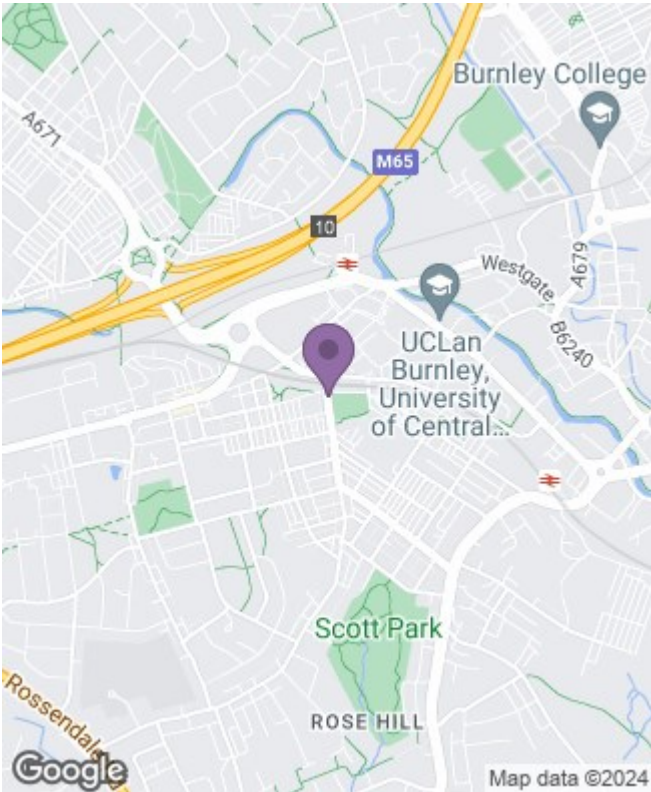 Burnley College
A671
M65
10
Westgate
A679
B6240
UCLan
Burnley,
University
of Central...
Scott Park
ROSE HILL
Rossendale
Google
Map data ©2024